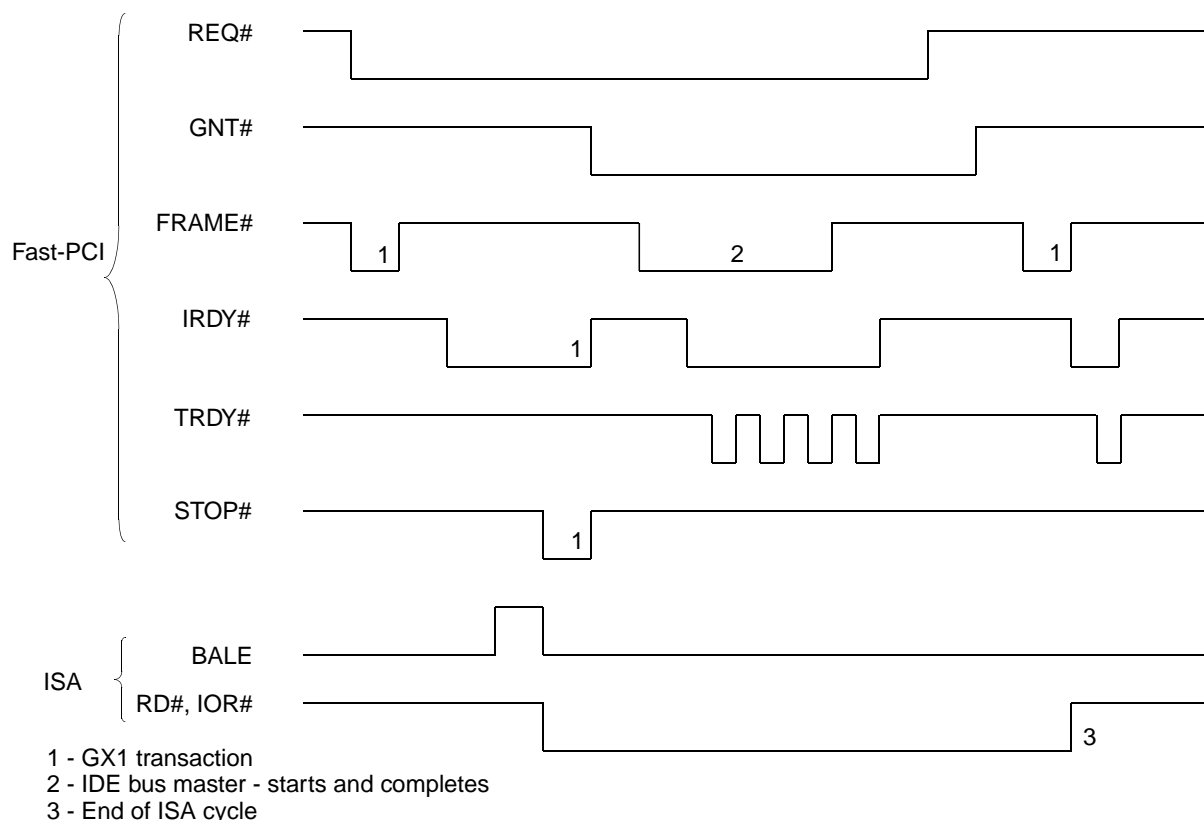 REQ#
GNT#
FRAME#
1
2
1
Fast-PCI
IRDY#
1
TRDY#
STOP#
1
BALE
ISA
RD#, IOR#
3
1 - GX1 transaction
2 - IDE bus master - starts and completes
3 - End of ISA cycle